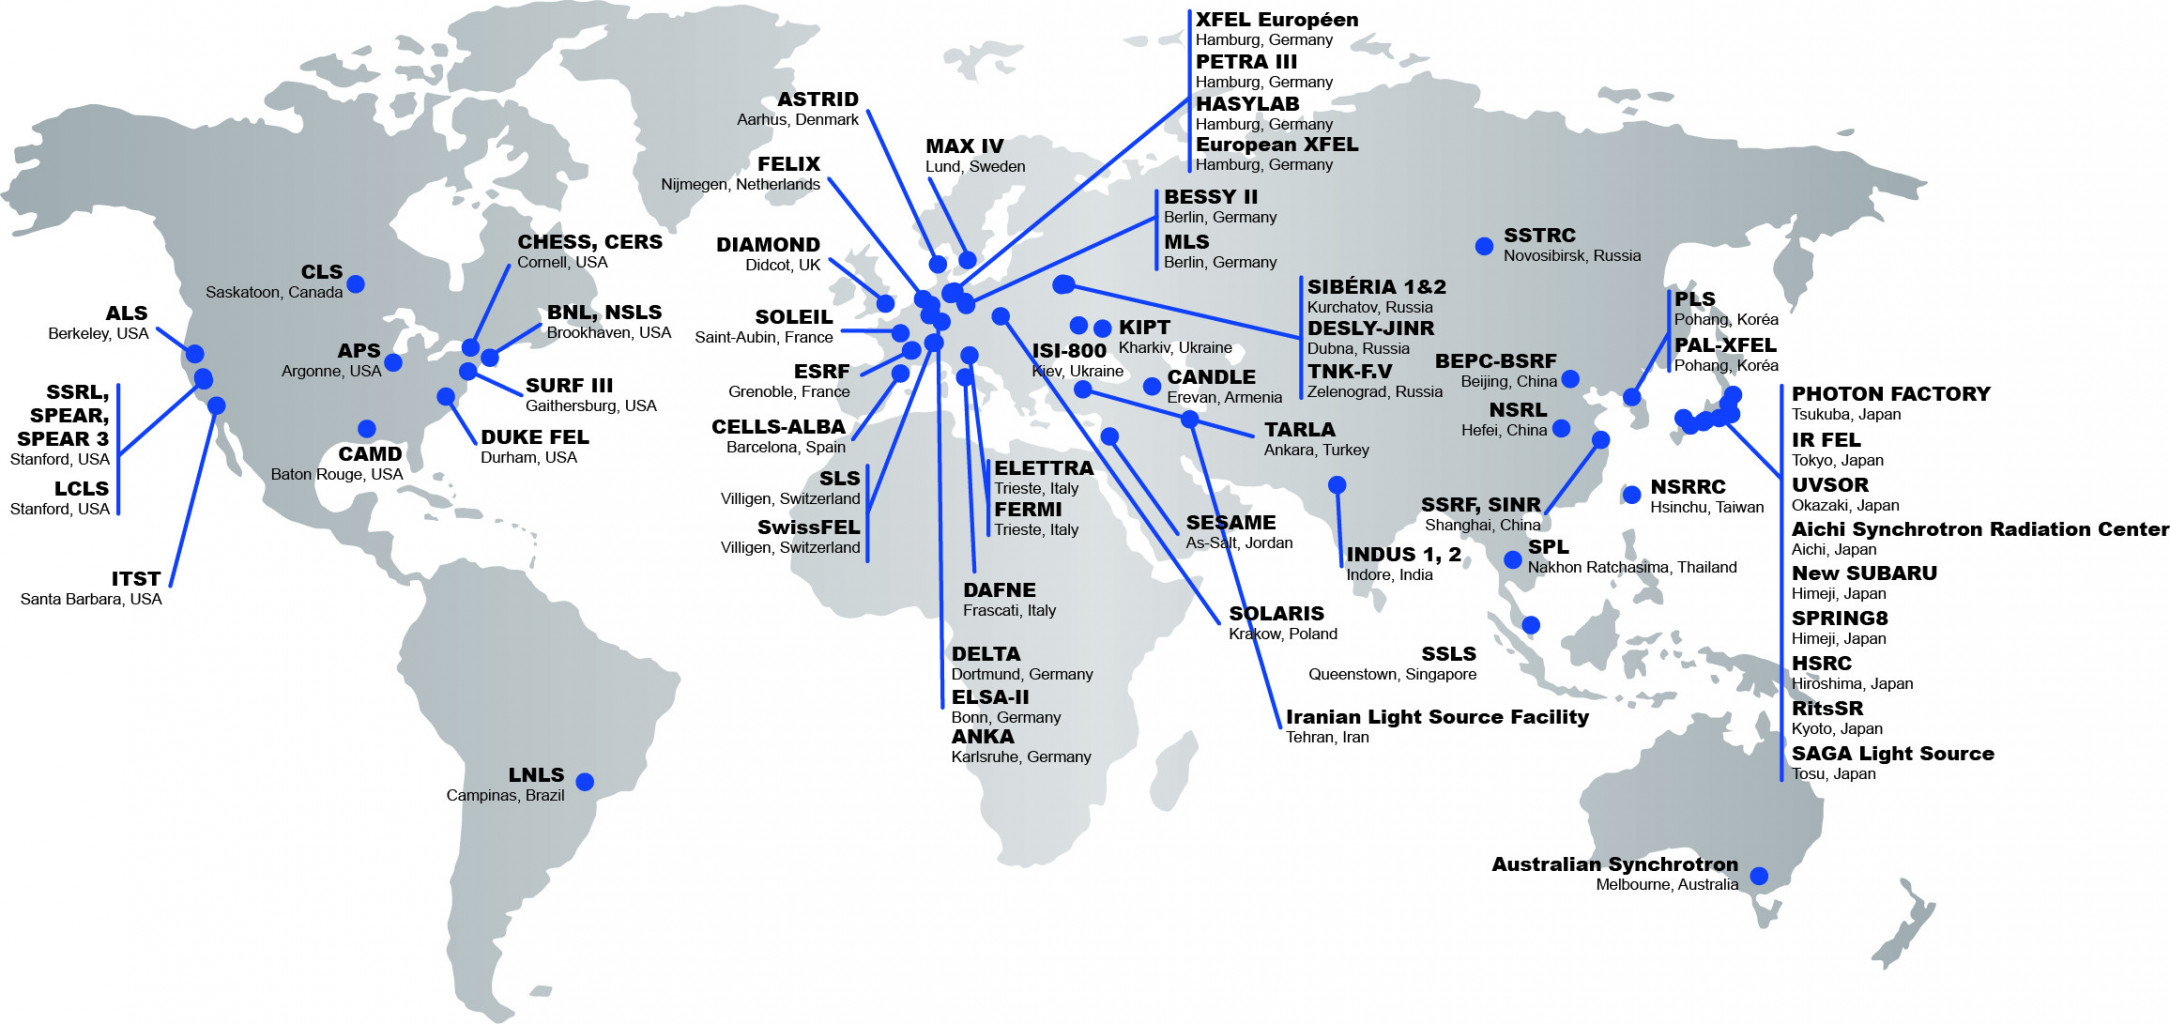 XFEL Européen
Hamburg, Germany
PETRA III
Hamburg, Germany
HASYLAB
Hamburg, Germany
European XFEL
Hamburg, Germany
ASTRID
Aarhus, Denmark
MAX IV
Lund, Sweden
FELIX
Nijmegen, Netherlands
BESSY II
Berlin, Germany
MLS
Berlin, Germany
DIAMOND
Didcot, UK
SOLEIL
Saint-Aubin, France
ESRF
Grenoble, France
CELLS-ALBA
Barcelona, Spain
SLS
Villigen, Switzerland
SwissFEL
Villigen, Switzerland
CHESS, CERS
Cornell, USA
CLS
Saskatoon, Canada
ALS
Berkeley, USA
BNL, NSLS
Brookhaven, USA
APS
Argonne, USA
SURF III
Gaithersburg, USA
SSRL,
SPEAR,
SPEAR 3
Stanford, USA
LCLS
Stanford, USA
DUKE FEL
Durham, USA
CAMD
Baton Rouge, USA
ITST
Santa Barbara, USA
LNLS
Campinas, Brazil
ELETTRA
Trieste, Italy
FERMI
Trieste, Italy
DAFNE
Frascati, Italy
DELTA
Dortmund, Germany
ELSA-II
Bonn, Germany
ANKA
Karlsruhe, Germany
SSTRC
Novosibirsk, Russia
SIBÉRIA 1&2
Kurchatov, Russia
DESLY-JINR
Dubna, Russia
TNK-F.V
Zelenograd, Russia
KIPT
Kharkiv, Ukraine
ISI-800
Kiev, Ukraine
CANDLE
Erevan, Armenia
TARLA
Ankara, Turkey
SESAME
As-Salt, Jordan
SOLARIS
Krakow, Poland
Iranian Light Source Facility
Tehran, Iran
INDUS 1, 2
Indore, India
PLS
Pohang, Koréa
PAL-XFEL
Pohang, Koréa
BEPC-BSRF
Beijing, China
NSRL
Hefei, China
SSRF, SINR
Shanghai, China
NSRRC
Hsinchu, Taiwan
SPL
Nakhon Ratchasima, Thailand
SSLS
Queenstown, Singapore
PHOTON FACTORY
Tsukuba, Japan
IR FEL
Tokyo, Japan
UVSOR
Okazaki, Japan
Aichi Synchrotron Radiation Center
Aichi, Japan
New SUBARU
Himeji, Japan
SPRING8
Himeji, Japan
HSRC
Hiroshima, Japan
RitsSR
Kyoto, Japan
SAGA Light Source
Tosu, Japan
Australian Synchrotron
Melbourne, Australia